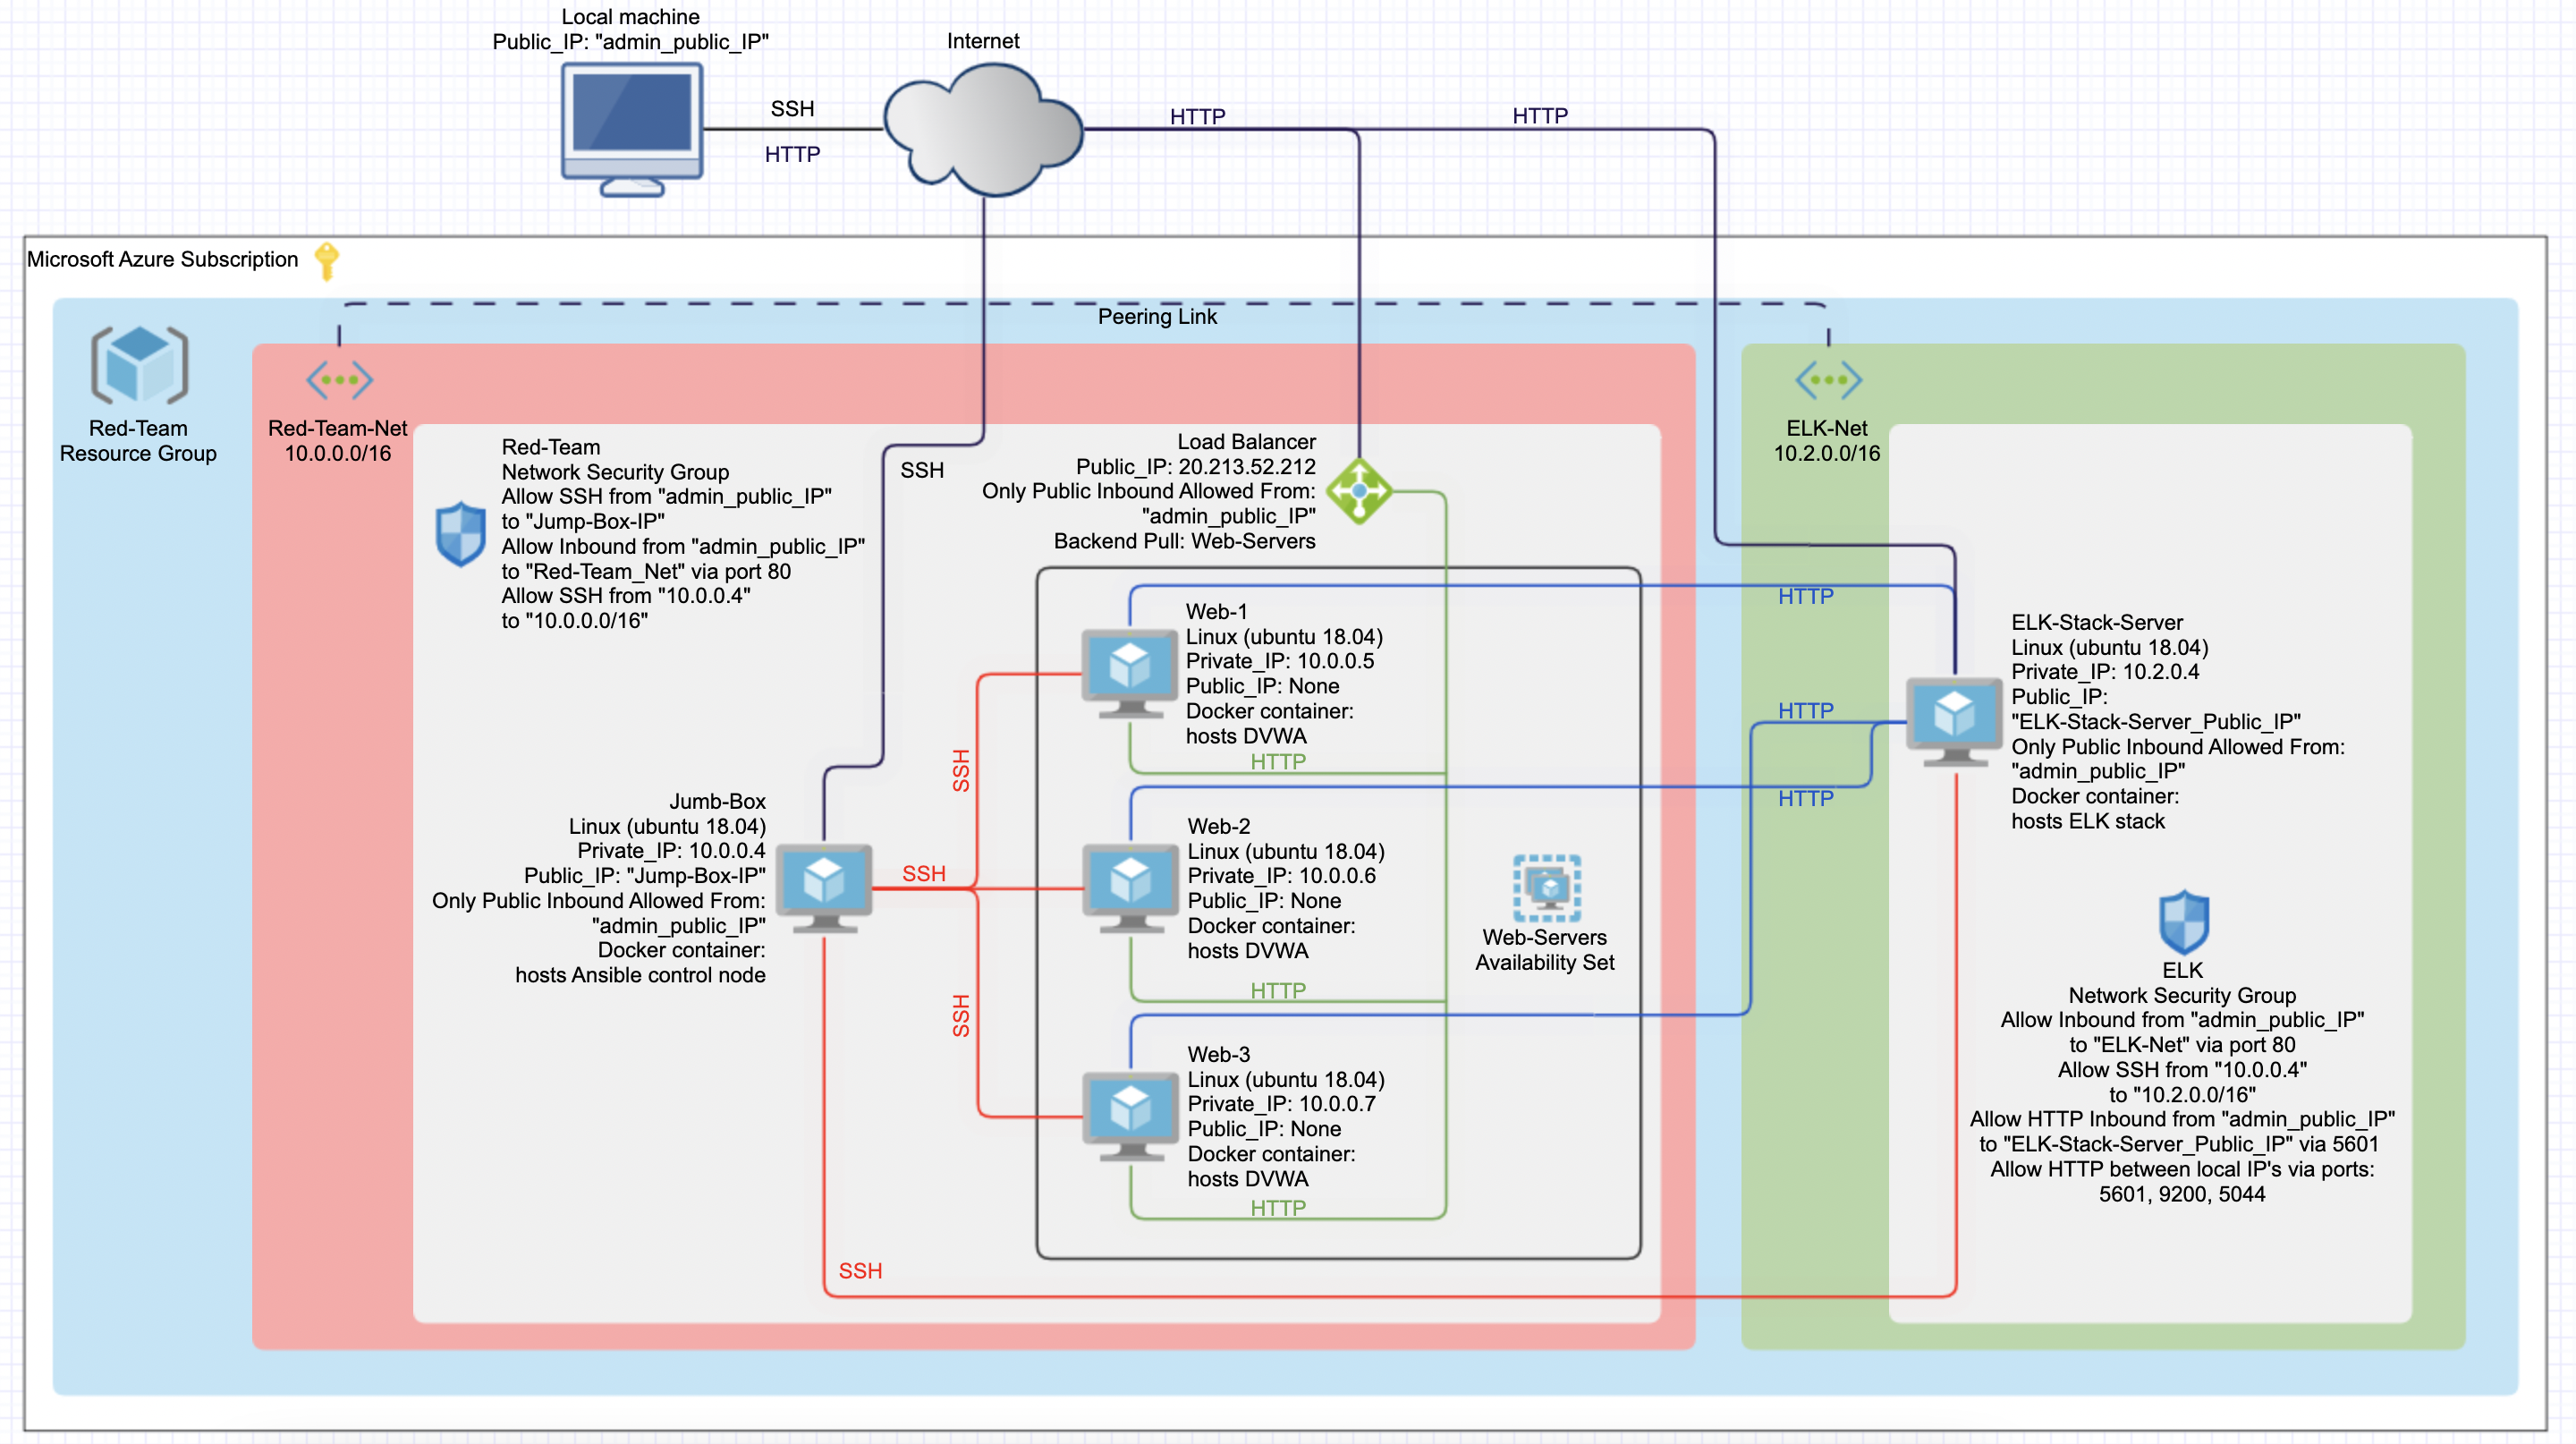 Local machine
Public_IP: "admin_public_IP"
Internet
SSH
HTTP
HTTP
HTTP
Microsoft Azure Subscription
Peering Link
Red-Team
Resource Group
Red-Team-Net
10.0.0.0/16
Red-Team
Network Security Group
Allow SSH from "admin_public_IP"
to "Jump-Box-IP"
Allow Inbound from "admin_public_IP"
to "Red-Team_Net" via port 80
Allow SSH from "10.0.0.4"
to "10.0.0.0/16"
SSH
Load Balancer
Public_IP: 20.213.52.212
Only Public Inbound Allowed From:
"admin_public_IP"
Backend Pull: Web-Servers
ELK-Net
10.2.0.0/16
Web-1
Linux (ubuntu 18.04)
Private_IP: 10.0.0.5
Public_IP: None
Docker container:
hosts DVWA
HTTP
SSH
HTTP
HTTP
HTTP
ELK-Stack-Server
Linux (ubuntu 18.04)
Private_IP: 10.2.0.4
Public_IP:
"ELK-Stack-Server_Public_IP"
Only Public Inbound Allowed From:
"admin_public_IP"
Docker container:
hosts ELK stack
Jumb-Box
Linux (ubuntu 18.04)
Private_IP: 10.0.0.4
Public_IP: "Jump-Box-IP"
Only Public Inbound Allowed From:
"admin_public_IP"
Docker container:
hosts Ansible control node
SSH
Web-2
Linux (ubuntu 18.04)
Private_IP: 10.0.0.6
Public_IP: None
Docker container:
hosts DVWA
HTTP
Web-Servers
Availability Set
SSH
Web-3
Linux (ubuntu 18.04)
Private_IP: 10.0.0.7
Public_IP: None
Docker container:
hosts DVWA
HTTP
SSH
ELK
Network Security Group
Allow Inbound from "admin_public_IP"
to "ELK-Net" via port 80
Allow SSH from "10.0.0.4"
to "10.2.0.0/16"
Allow HTTP Inbound from "admin_public_IP"
to "ELK-Stack-Server_Public_IP" via 5601
Allow HTTP between local IP's via ports:
5601, 9200, 5044